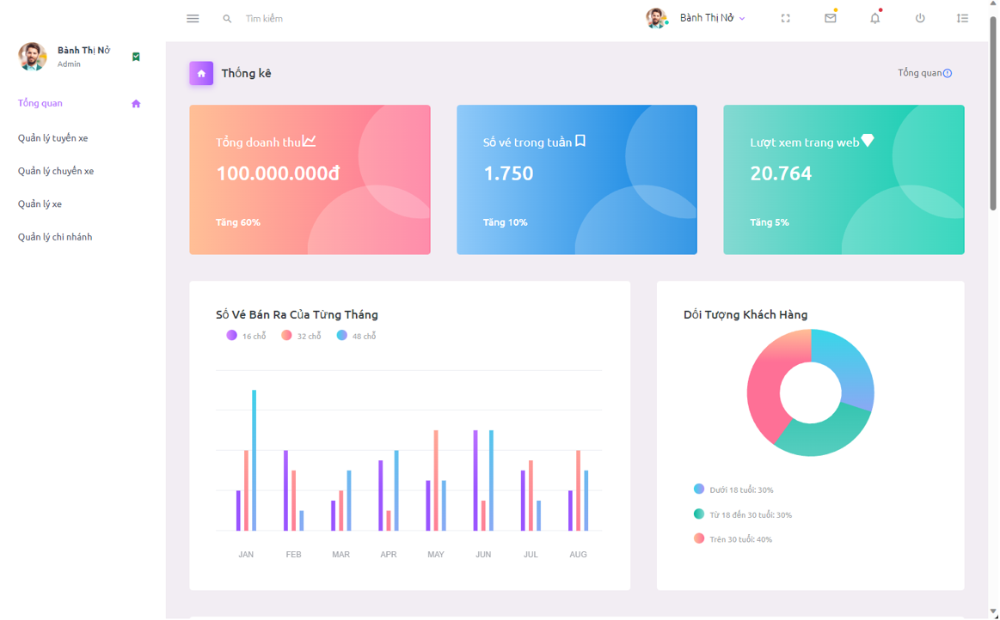 Tìm kiếm
Bành Thị Nở
Bành Thị Nở
Admin
Tổng quan
Quản lý tuyến xe
Quản lý chuyến xe
Quản lý xe
Quản lý chi nhánh
Thống kê
Tổng quan
Tổng doanh thu
100.000.000đ
Tăng 60%
Số vé trong tuần
1.750
Tăng 10%
Lượt xem trang web
20.764
Tăng 5%
Số Vé Bán Ra Của Từng Tháng
16 chỗ 32 chỗ 48 chỗ
JAN FEB MAR APR MAY JUN JUL AUG
Đối Tượng Khách Hàng
Dưới 18 tuổi: 30%
Từ 18 đến 30 tuổi: 30%
Trên 30 tuổi: 40%